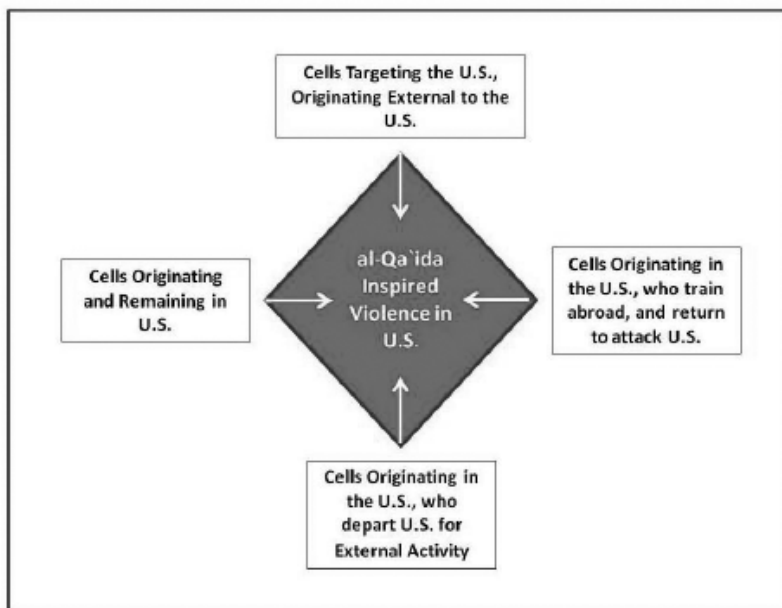 Cells Targeting the U.S.,
Originating External to the
U.S.
Cells Originating
and Remaining in
U.S.
al-Qa`ida
Inspired
Violence in
U.S.
Cells Originating in
the U.S., who train
abroad, and return
to attack U.S.
Cells Originating in
the U.S., who
depart U.S. for
External Activity